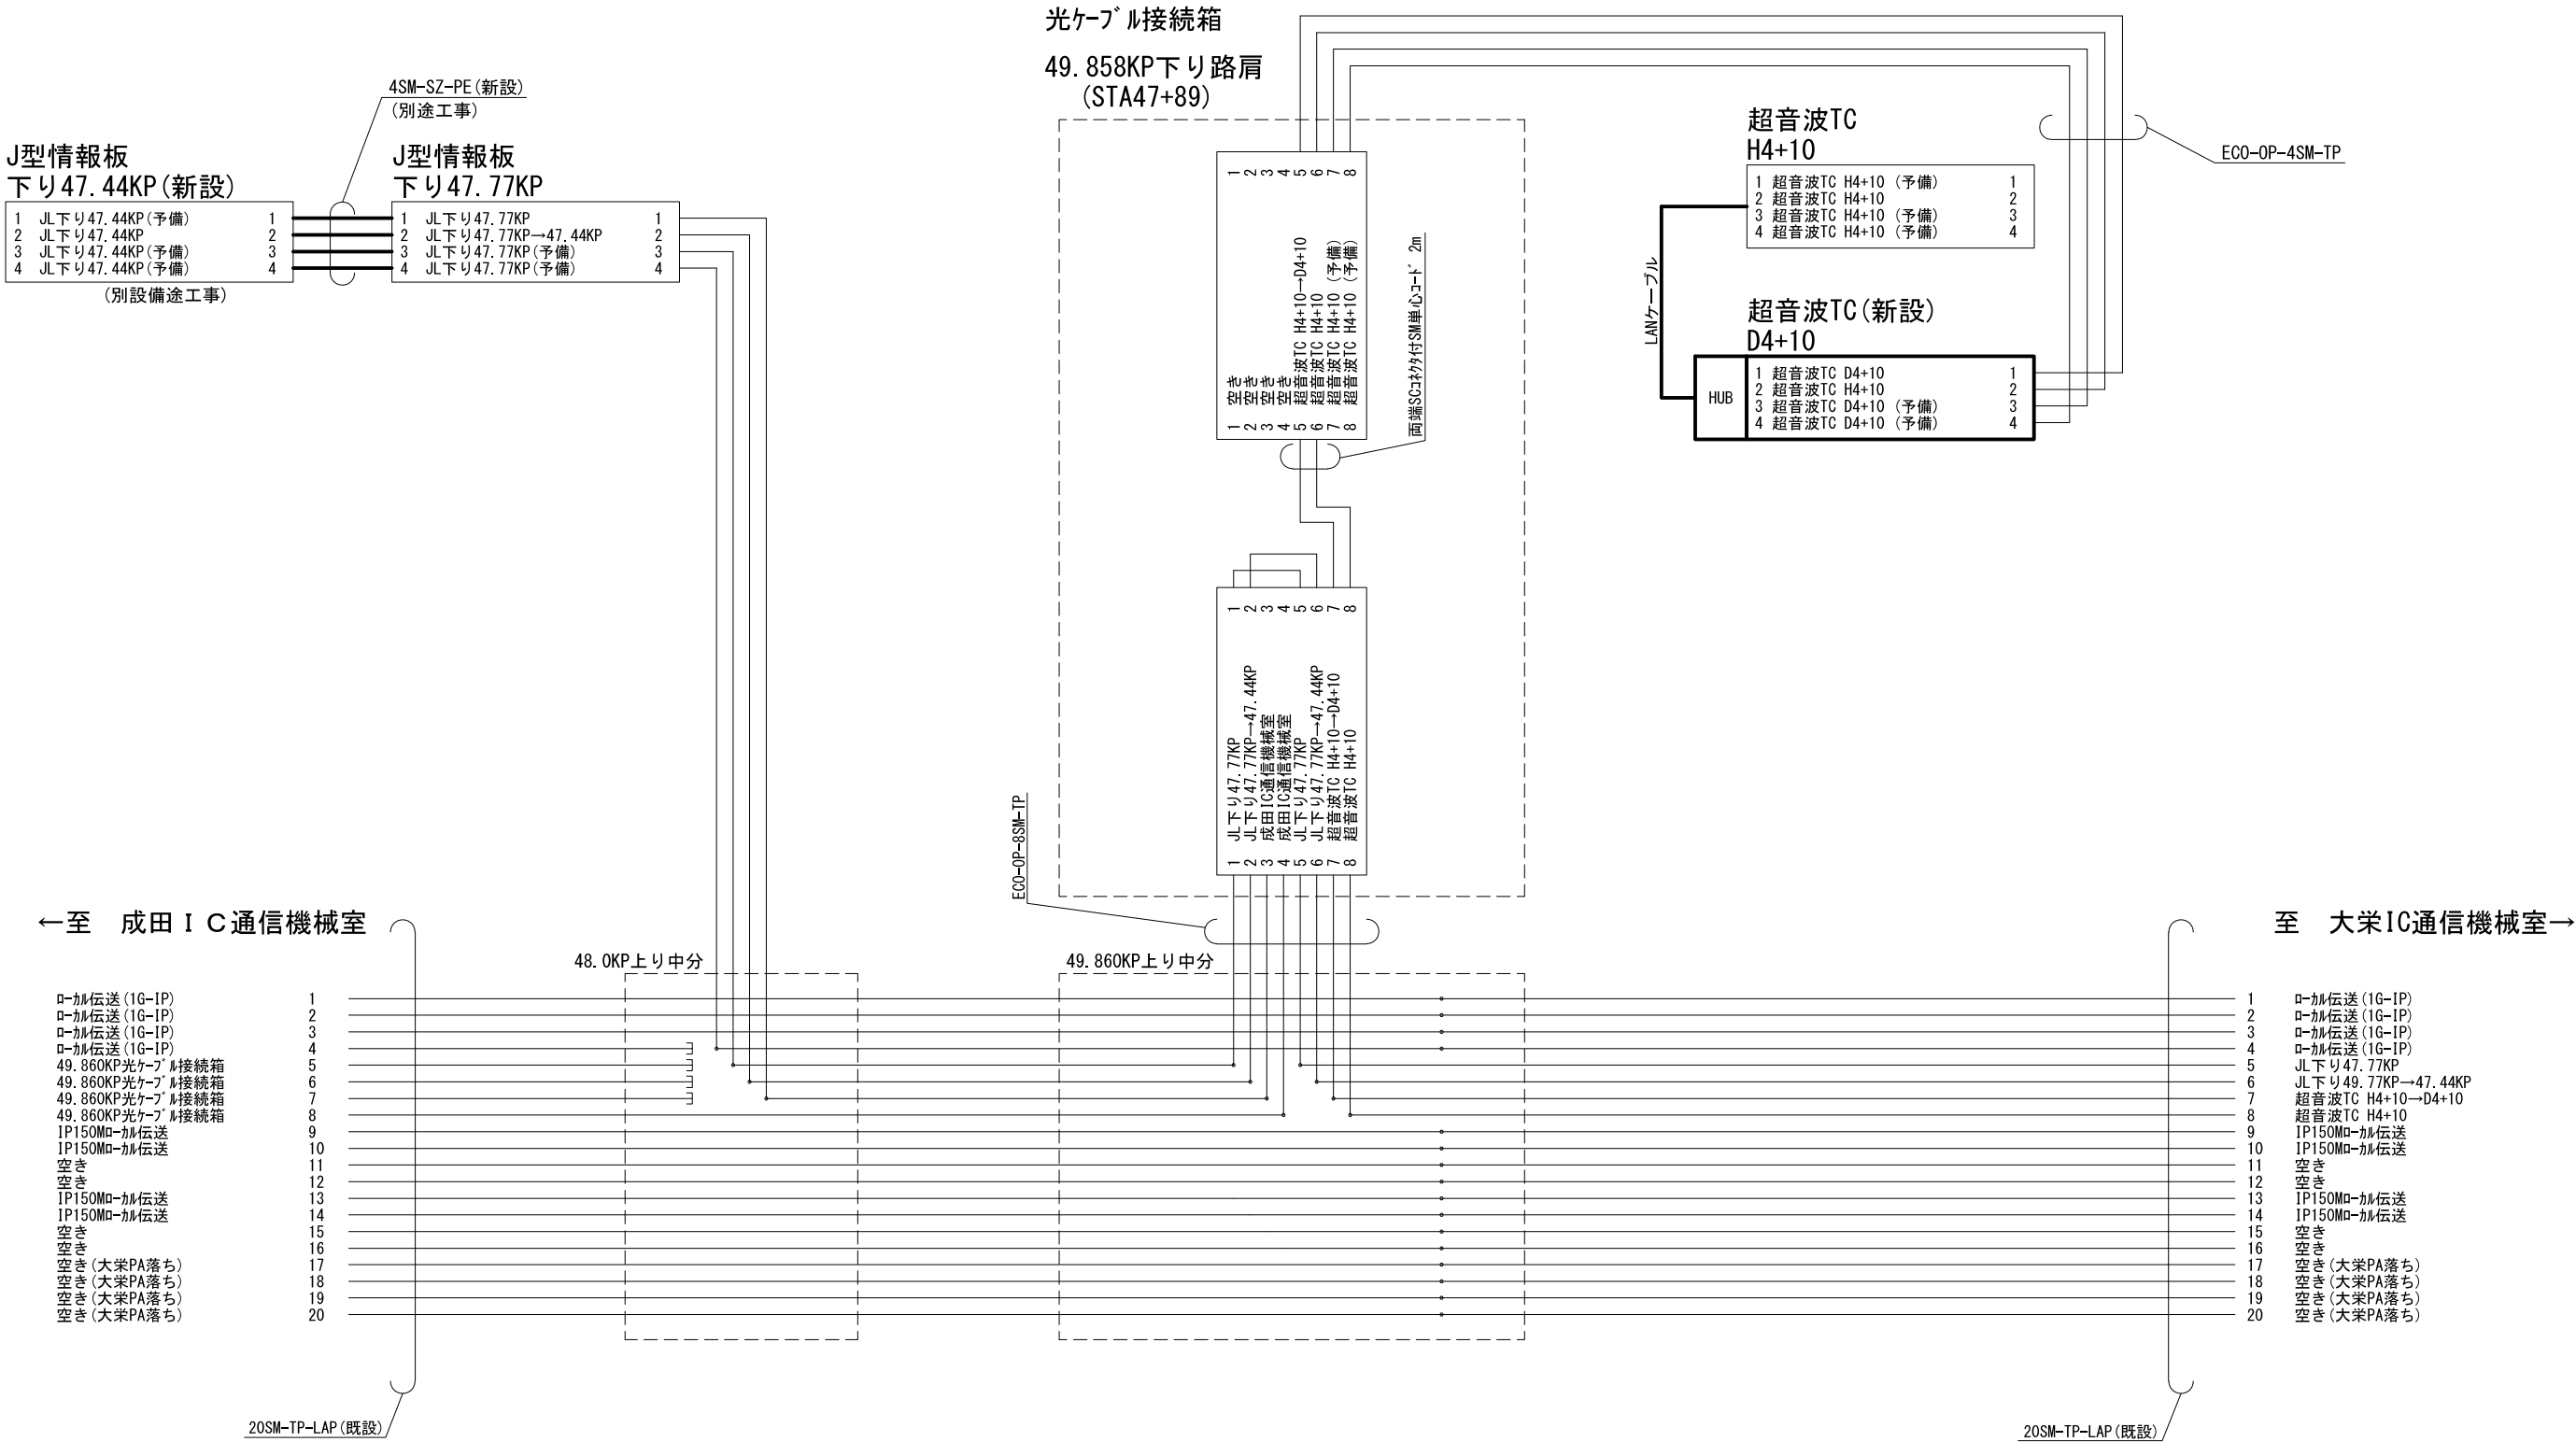 光ｹｰﾌﾞﾙ接続箱
49.858KP下り路肩
(STA47+89)
4SM-SZ-PE(新設)
(別途工事)
J型情報板
下り47.44KP(新設)
1 JL下り47.44KP(予備) 1
2 JL下り47.44KP 2
3 JL下り47.44KP(予備) 3
4 JL下り47.44KP(予備) 4
(別設備途工事)
J型情報板
下り47.77KP
1 JL下り47.77KP 1
2 JL下り47.77KP→47.44KP 2
3 JL下り47.77KP(予備) 3
4 JL下り47.77KP(予備) 4
1 空き 1
2 空き 2
3 空き 3
4 空き 4
5 超音波TC H4+10→D4+10 5
6 超音波TC H4+10 6
7 超音波TC H4+10 (予備) 7
8 超音波TC H4+10 (予備) 8
両端SCｺﾈｸﾀ付SM単心ｺｰﾄﾞ 2m
超音波TC
H4+10
1 超音波TC H4+10 (予備) 1
2 超音波TC H4+10 2
3 超音波TC H4+10 (予備) 3
4 超音波TC H4+10 (予備) 4
ECO-OP-4SM-TP
LANケーブル
超音波TC(新設)
D4+10
HUB
1 超音波TC D4+10 1
2 超音波TC H4+10 2
3 超音波TC D4+10 (予備) 3
4 超音波TC D4+10 (予備) 4
1 JL下り47.77KP 1
2 JL下り47.77KP→47.44KP 2
3 成田IC通信機械室 3
4 成田IC通信機械室 4
5 JL下り47.77KP 5
6 JL下り47.77KP→47.44KP 6
7 超音波TC H4+10→D4+10 7
8 超音波TC H4+10 8
ECO-OP-8SM-TP
←至　成田ＩＣ通信機械室
至　大栄IC通信機械室→
48.0KP上り中分
49.860KP上り中分
ﾛｰｶﾙ伝送(1G-IP) 1
ﾛｰｶﾙ伝送(1G-IP) 2
ﾛｰｶﾙ伝送(1G-IP) 3
ﾛｰｶﾙ伝送(1G-IP) 4
49.860KP光ｹｰﾌﾞﾙ接続箱 5
49.860KP光ｹｰﾌﾞﾙ接続箱 6
49.860KP光ｹｰﾌﾞﾙ接続箱 7
49.860KP光ｹｰﾌﾞﾙ接続箱 8
IP150Mﾛｰｶﾙ伝送 9
IP150Mﾛｰｶﾙ伝送 10
空き 11
空き 12
IP150Mﾛｰｶﾙ伝送 13
IP150Mﾛｰｶﾙ伝送 14
空き 15
空き 16
空き(大栄PA落ち) 17
空き(大栄PA落ち) 18
空き(大栄PA落ち) 19
空き(大栄PA落ち) 20
1 ﾛｰｶﾙ伝送(1G-IP)
2 ﾛｰｶﾙ伝送(1G-IP)
3 ﾛｰｶﾙ伝送(1G-IP)
4 ﾛｰｶﾙ伝送(1G-IP)
5 JL下り47.77KP
6 JL下り49.77KP→47.44KP
7 超音波TC H4+10→D4+10
8 超音波TC H4+10
9 IP150Mﾛｰｶﾙ伝送
10 IP150Mﾛｰｶﾙ伝送
11 空き
12 空き
13 IP150Mﾛｰｶﾙ伝送
14 IP150Mﾛｰｶﾙ伝送
15 空き
16 空き
17 空き(大栄PA落ち)
18 空き(大栄PA落ち)
19 空き(大栄PA落ち)
20 空き(大栄PA落ち)
20SM-TP-LAP(既設)
20SM-TP-LAP(既設)